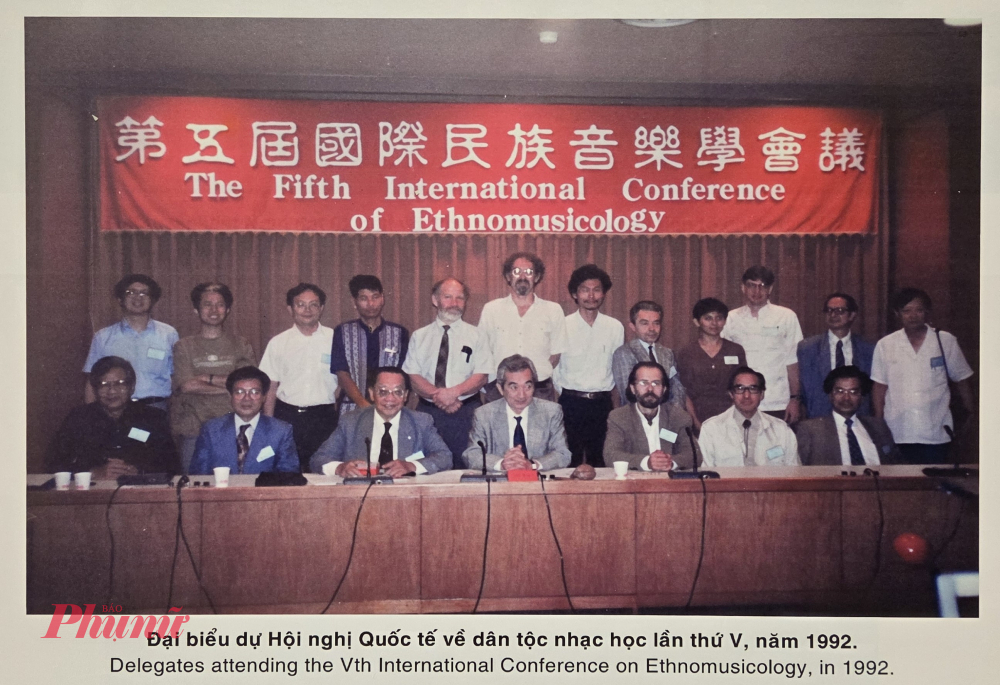 第五屆國際民族音樂學會議
The Fifth International Conference
of Ethnomusicology
BÁO
Phunữ
Đại biểu dự Hội nghị Quốc tế về dân tộc nhạc học lần thứ V, năm 1992.
Delegates attending the Vth International Conference on Ethnomusicology, in 1992.